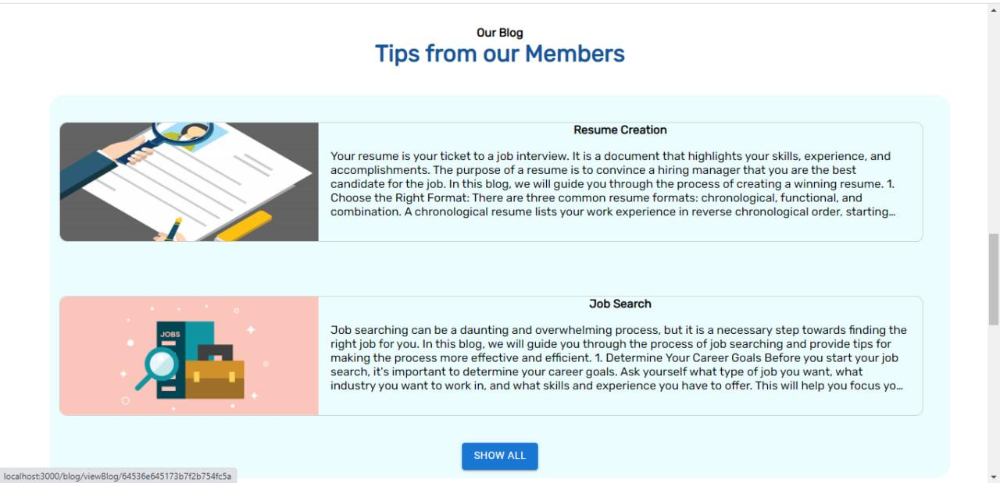 Our Blog
Tips from our Members
Resume Creation
Your resume is your ticket to a job interview. It is a document that highlights your skills, experience, and
accomplishments. The purpose of a resume is to convince a hiring manager that you are the best
candidate for the job. In this blog, we will guide you through the process of creating a winning resume. 1.
Choose the Right Format: There are three common resume formats: chronological, functional, and
combination. A chronological resume lists your work experience in reverse chronological order, starting...
JOBS
Job Search
Job searching can be a daunting and overwhelming process, but it is a necessary step towards finding the
right job for you. In this blog, we will guide you through the process of job searching and provide tips for
making the process more effective and efficient. 1. Determine Your Career Goals Before you start your job
search, it's important to determine your career goals. Ask yourself what type of job you want, what
industry you want to work in, and what skills and experience you have to offer. This will help you focus yo...
SHOW ALL
localhost:3000/blog/viewBlog/64536e645173b7f2b754fc5a